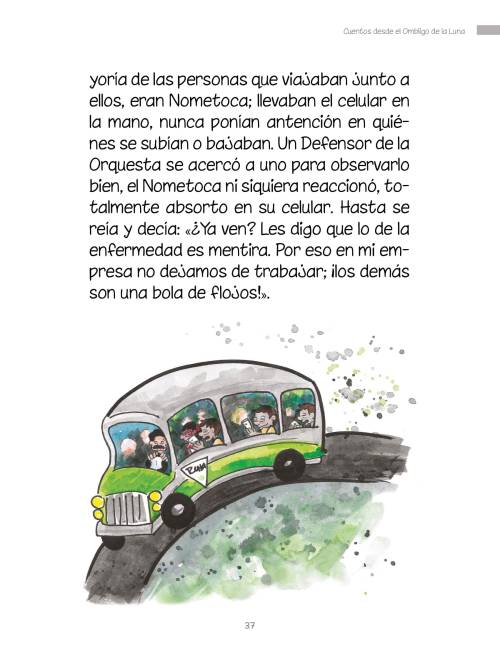 Cuentos desde el Ombligo de la Luna
yoría de las personas que viajaban junto a
ellos, eran Nometoca; llevaban el celular en
la mano, nunca ponían antención en quié-
nes se subían o bajaban. Un Defensor de la
Orquesta se acercó a uno para observarlo
bien, el Nometoca ni siquiera reaccionó, to-
talmente absorto en su celular. Hasta se
reía y decía: «¿Ya ven? Les digo que lo de la
enfermedad es mentira. Por eso en mi em-
presa no dejamos de trabajar; ¡los demás
son una bola de flojos!».
37